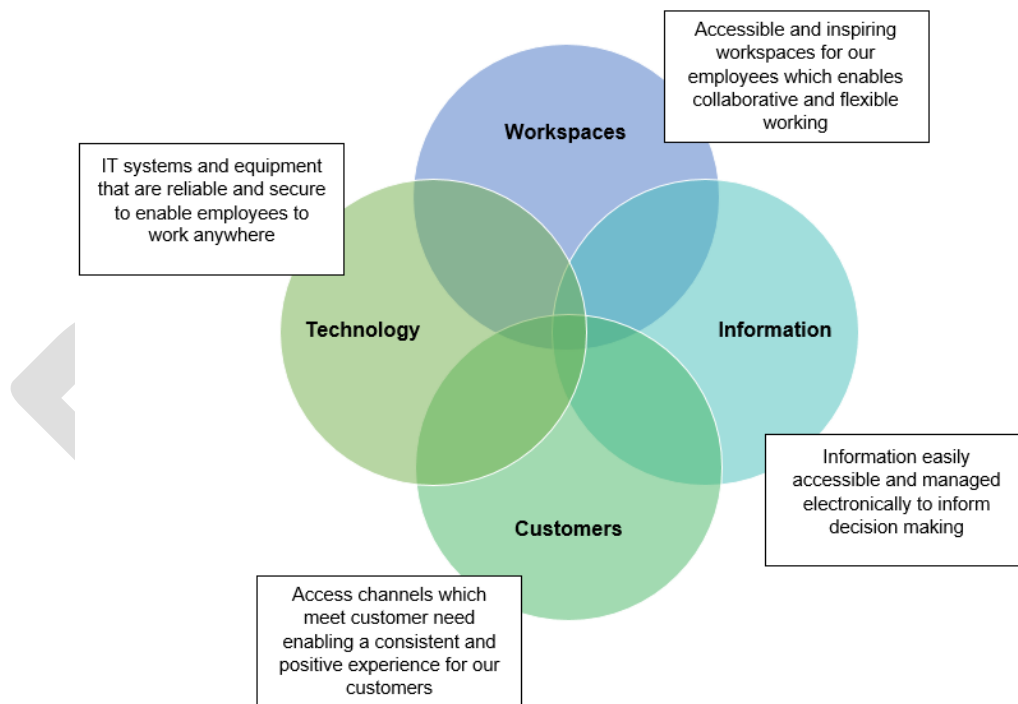 Accessible and inspiring
workspaces for our
employees which enables
collaborative and flexible
working
Workspaces
IT systems and equipment
that are reliable and secure
to enable employees to
work anywhere
Technology
Information
Information easily
accessible and managed
electronically to inform
decision making
Customers
Access channels which
meet customer need
enabling a consistent and
positive experience for our
customers